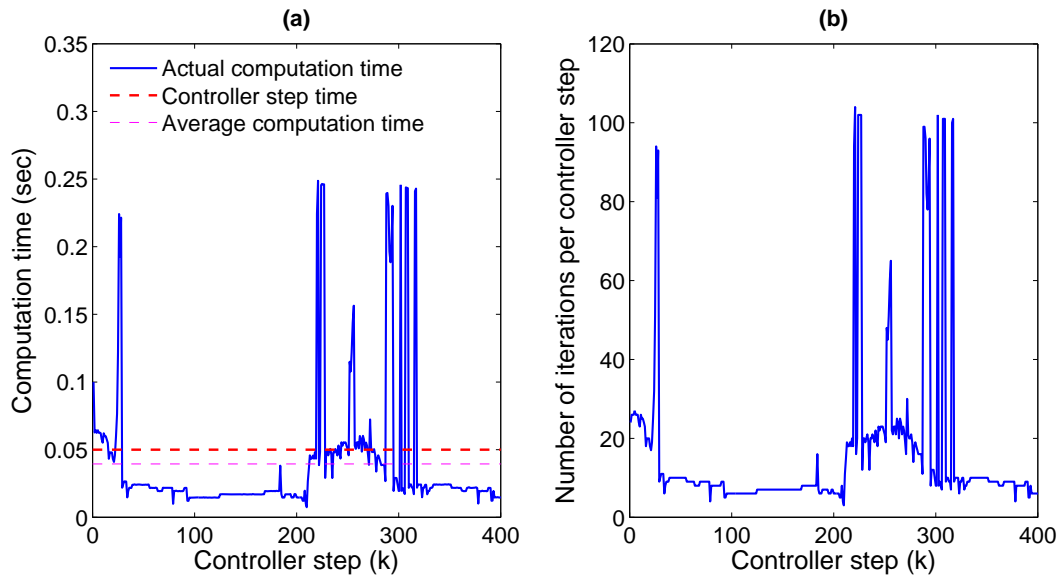 (a)
0.35
0.3
0.25
0.2
0.15
0.1
0.05
0
Computation time (sec)
Actual computation time
Controller step time
Average computation time
0 100 200 300 400
Controller step (k)
(b)
120
100
80
60
40
20
0
Number of iterations per controller step
0 100 200 300 400
Controller step (k)